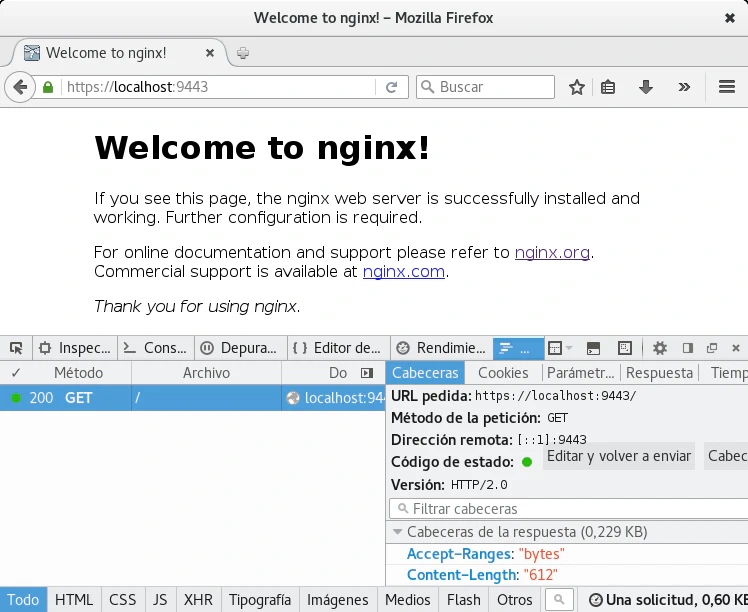 Welcome to nginx! – Mozilla Firefox
Welcome to nginx!
https://localhost:9443
Buscar
Welcome to nginx!
If you see this page, the nginx web server is successfully installed and
working. Further configuration is required.
For online documentation and support please refer to nginx.org.
Commercial support is available at nginx.com.
Thank you for using nginx.
Inspec... Cons... Depura... { } Editor de... Rendimie... ...
✓ Método Archivo Do
Cabeceras Cookies Parámetr... Respuesta Tiemp
200 GET / localhost:944
URL pedida: https://localhost:9443/
Método de la petición: GET
Dirección remota: [::1]:9443
Código de estado: Editar y volver a enviar Cabec
Versión: HTTP/2.0
Filtrar cabeceras
Cabeceras de la respuesta (0,229 KB)
Accept-Ranges: "bytes"
Content-Length: "612"
Todo HTML CSS JS XHR Tipografía Imágenes Medios Flash Otros Una solicitud, 0,60 KB